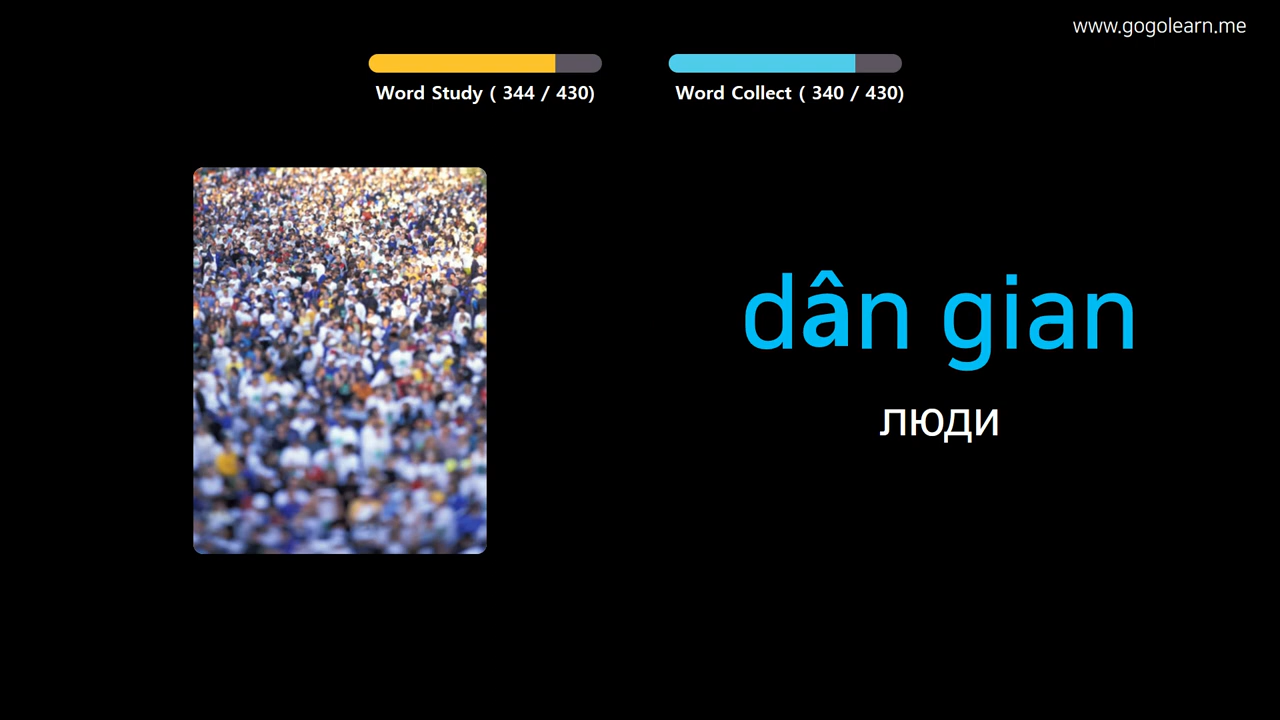 www.gogolearn.me
Word Study ( 344 / 430)
Word Collect ( 340 / 430)
dân gian
люди